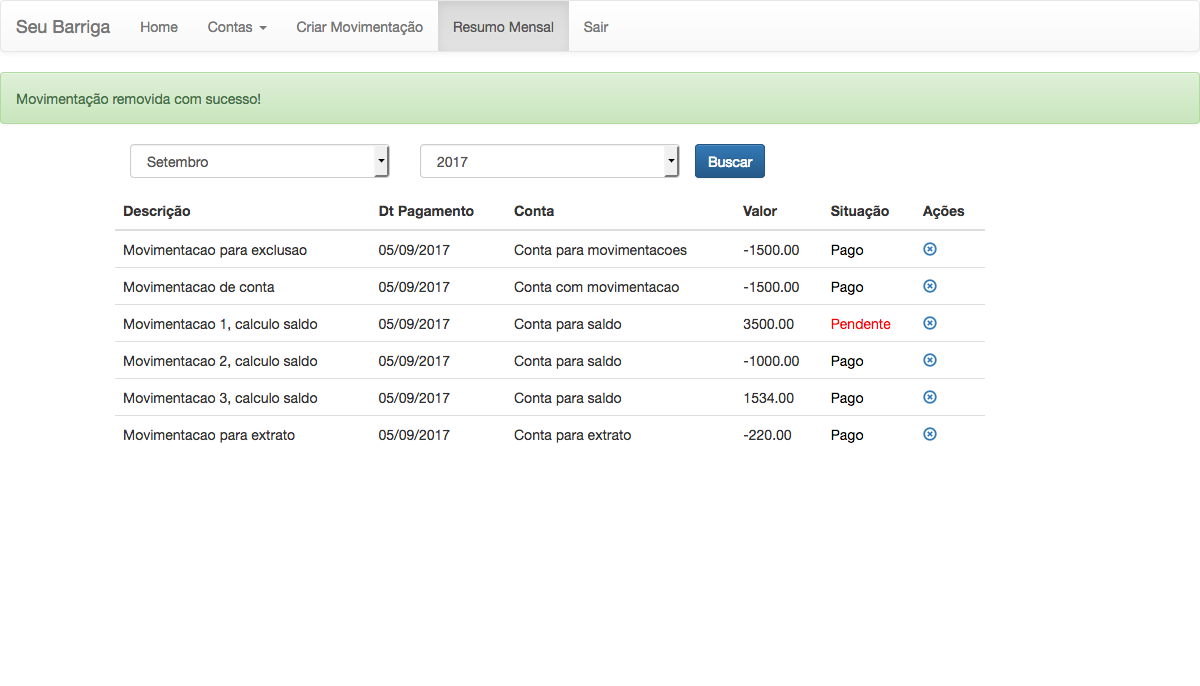 Seu Barriga Home Contas Criar Movimentação Resumo Mensal Sair
Movimentação removida com sucesso!
Setembro 2017 Buscar
Descrição Dt Pagamento Conta Valor Situação Ações
Movimentacao para exclusao 05/09/2017 Conta para movimentacoes -1500.00 Pago
Movimentacao de conta 05/09/2017 Conta com movimentacao -1500.00 Pago
Movimentacao 1, calculo saldo 05/09/2017 Conta para saldo 3500.00 Pendente
Movimentacao 2, calculo saldo 05/09/2017 Conta para saldo -1000.00 Pago
Movimentacao 3, calculo saldo 05/09/2017 Conta para saldo 1534.00 Pago
Movimentacao para extrato 05/09/2017 Conta para extrato -220.00 Pago